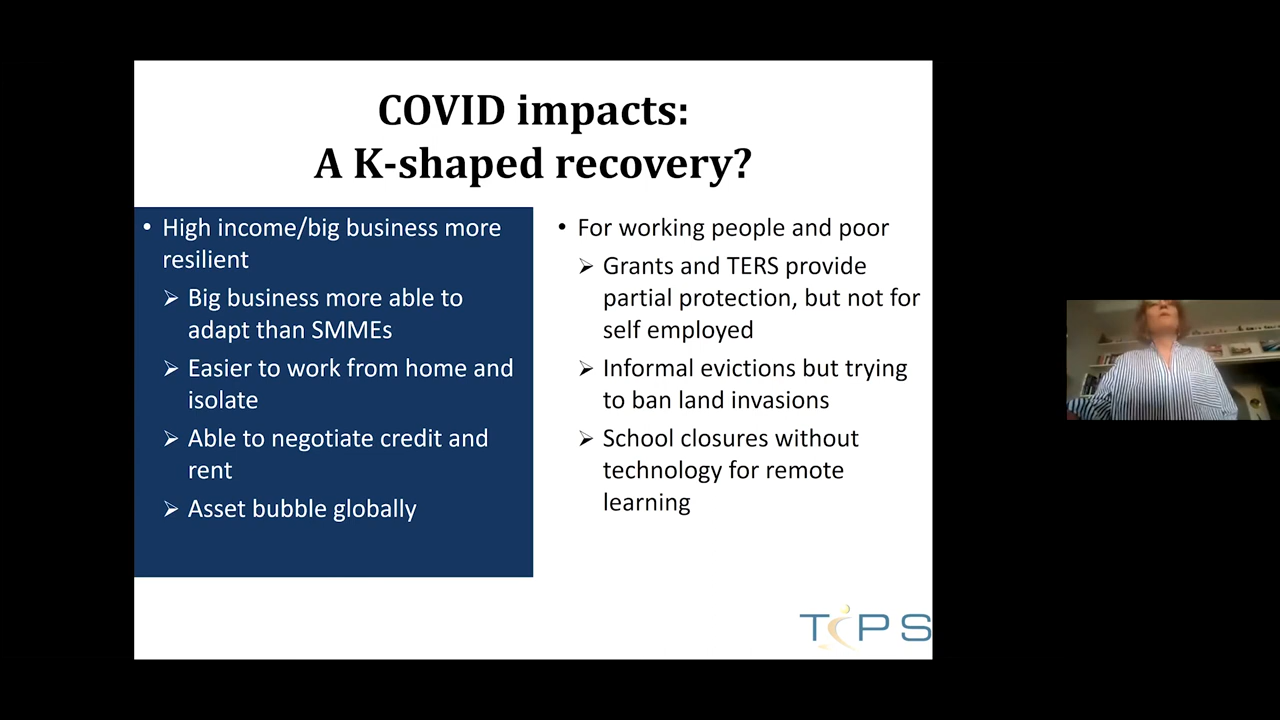 COVID impacts:
A K-shaped recovery?
• High income/big business more
resilient
➢ Big business more able to
adapt than SMMEs
➢ Easier to work from home and
isolate
➢ Able to negotiate credit and
rent
➢ Asset bubble globally
• For working people and poor
➢ Grants and TERS provide
partial protection, but not for
self employed
➢ Informal evictions but trying
to ban land invasions
➢ School closures without
technology for remote
learning
TIPS